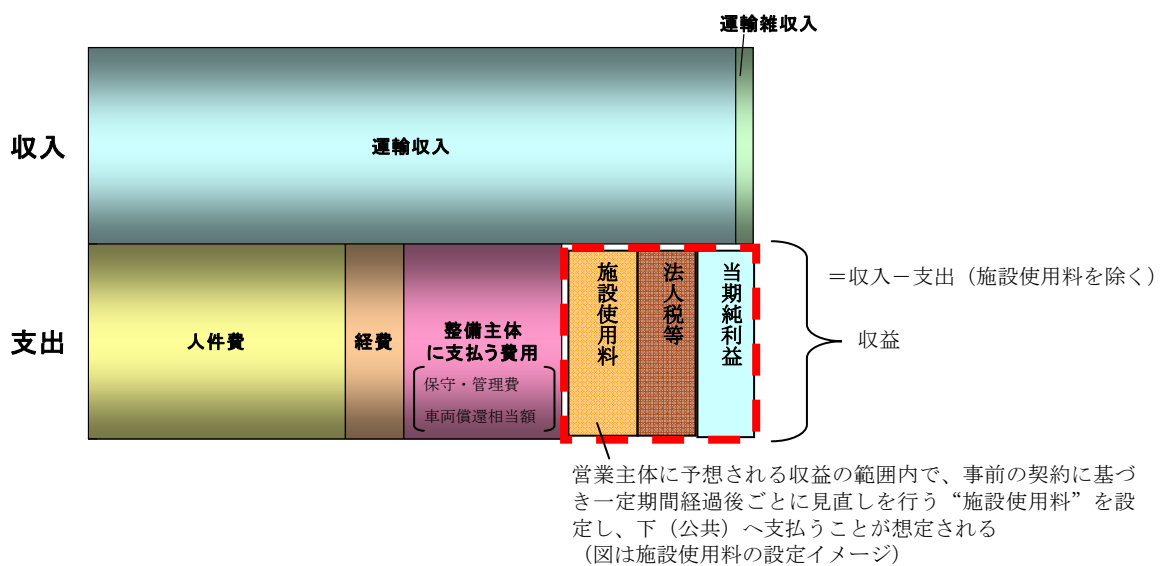 運輸雑収入
収入
運輸収入
支出
人件費
経費
整備主体
に支払う費用
保守・管理費
車両償還相当額
施設使用料
法人税等
当期純利益
＝収入－支出（施設使用料を除く）
収益
営業主体に予想される収益の範囲内で、事前の契約に基づ
き一定期間経過後ごとに見直しを行う“施設使用料”を設
定し、下（公共）へ支払うことが想定される
（図は施設使用料の設定イメージ）